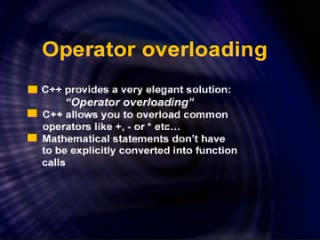 Operator overloading
C++ provides a very elegant solution:
“Operator overloading”
C++ allows you to overload common
operators like +, - or * etc…
Mathematical statements don’t have
to be explicitly converted into function
calls